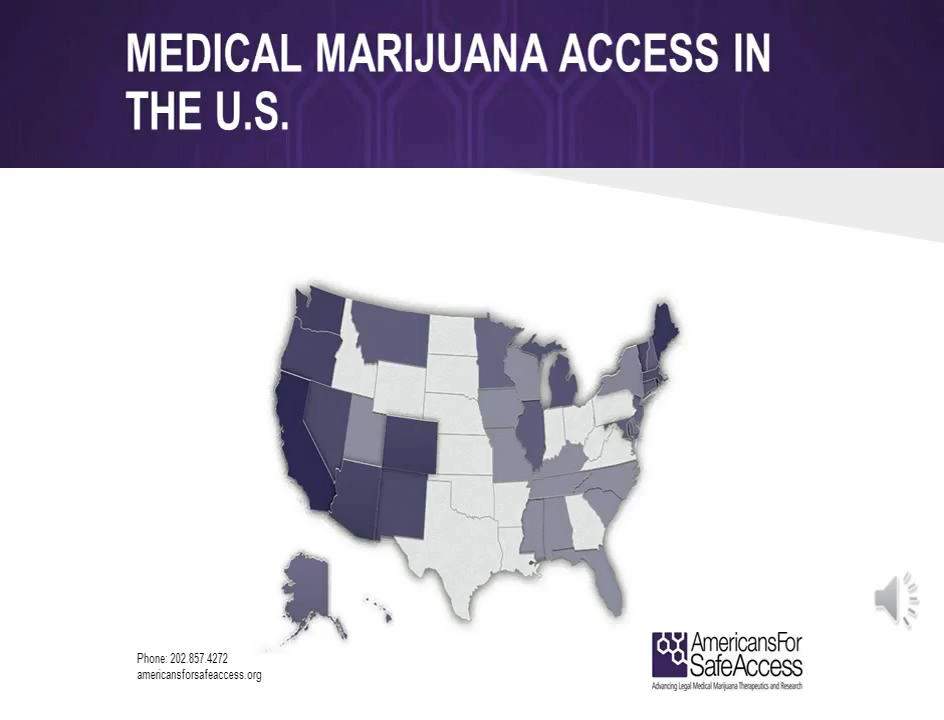 MEDICAL MARIJUANA ACCESS IN
THE U.S.
Phone: 202.857.4272
americansforsafeaccess.org
AmericansFor
SafeAccess
Advancing Legal Medical Marijuana Therapeutics and Research